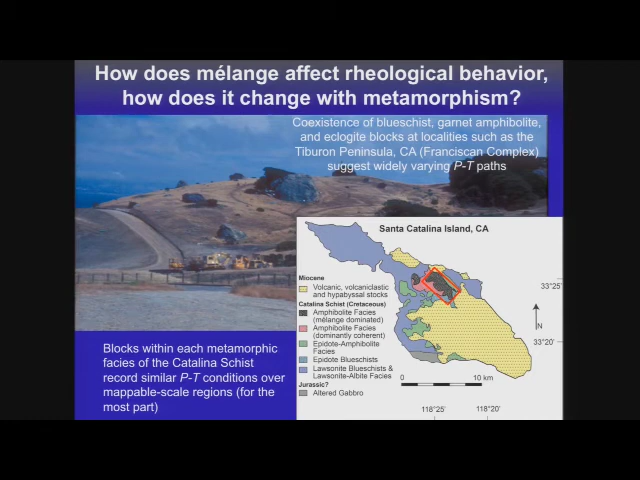 How does mélange affect rheological behavior,
how does it change with metamorphism?
Coexistence of blueschist, garnet amphibolite,
and eclogite blocks at localities such as the
Tiburon Peninsula, CA (Franciscan Complex)
suggest widely varying P-T paths
Santa Catalina Island, CA
Miocene
Volcanic, volcaniclastic
and hypabyssal stocks
Catalina Schist (Cretaceous)
Amphibolite Facies
(mélange dominated)
Amphibolite Facies
(dominantly coherent)
Epidote-Amphibolite
Facies
Epidote Blueschists
Lawsonite Blueschists &
Lawsonite-Albite Facies
Jurassic?
Altered Gabbro
33°25'
N
33°20'
0 10 km
118°25' 118°20'
Blocks within each metamorphic
facies of the Catalina Schist
record similar P-T conditions over
mappable-scale regions (for the
most part)